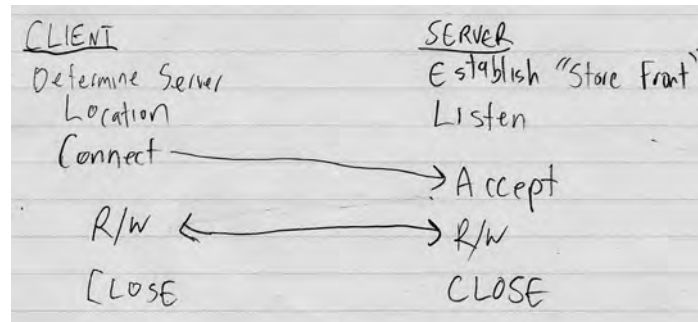 CLIENT
Determine Server
Location
Connect
R/W
CLOSE
SERVER
Establish "Store Front"
Listen
Accept
R/W
CLOSE